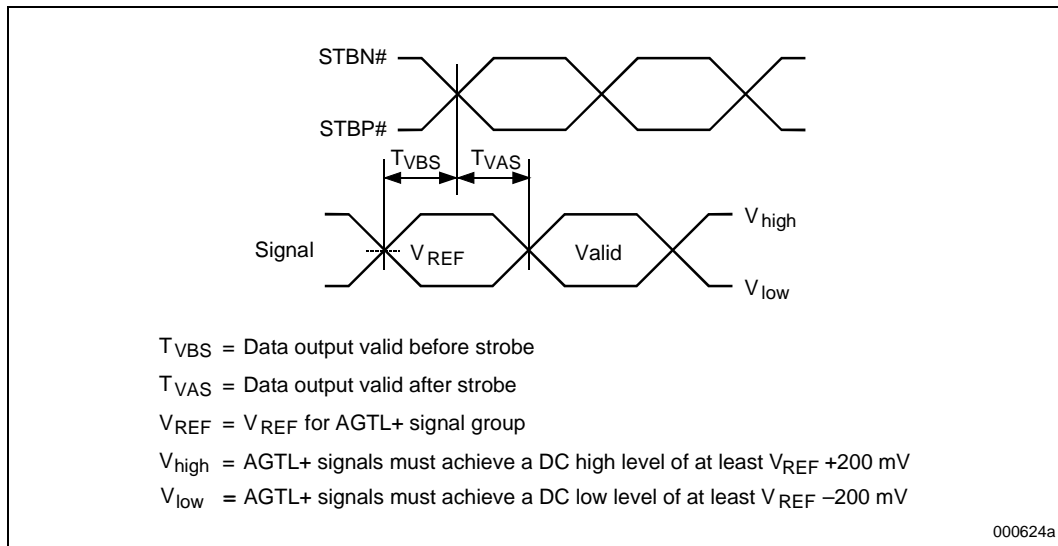 STBN#
STBP#
TVBS TVAS
Vhigh
Signal VREF Valid
Vlow
TVBS = Data output valid before strobe
TVAS = Data output valid after strobe
VREF = VREF for AGTL+ signal group
Vhigh = AGTL+ signals must achieve a DC high level of at least VREF +200 mV
Vlow = AGTL+ signals must achieve a DC low level of at least VREF –200 mV
000624a